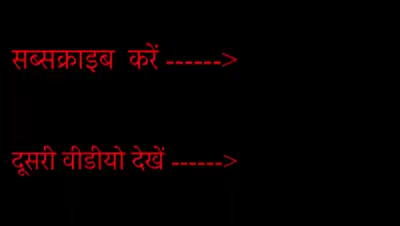 सब्सक्राइब करें ------>
दूसरी वीडीयो देखें ------>